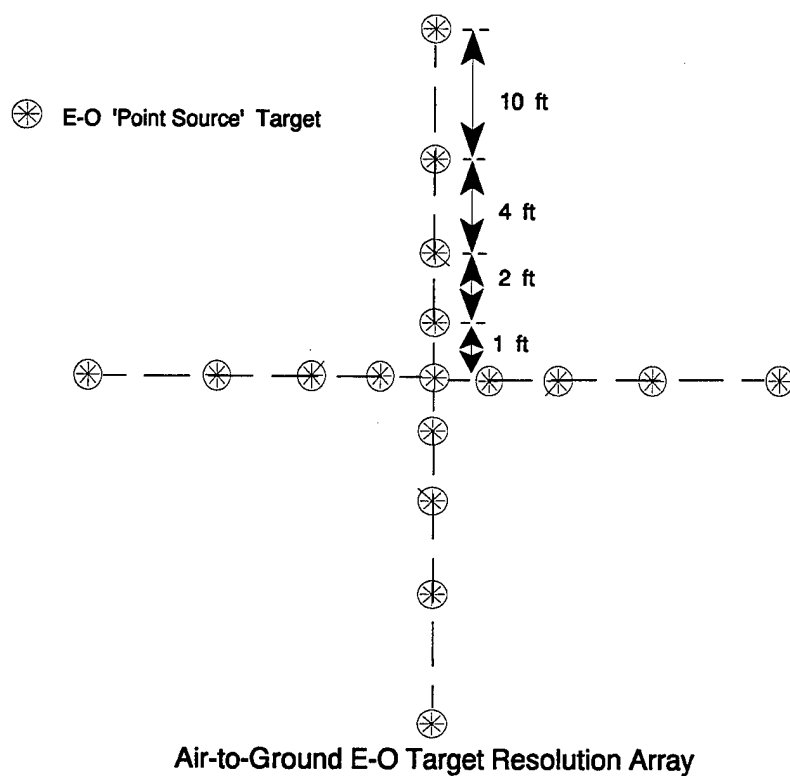 E-O 'Point Source' Target
10 ft
4 ft
2 ft
1 ft
Air-to-Ground E-O Target Resolution Array